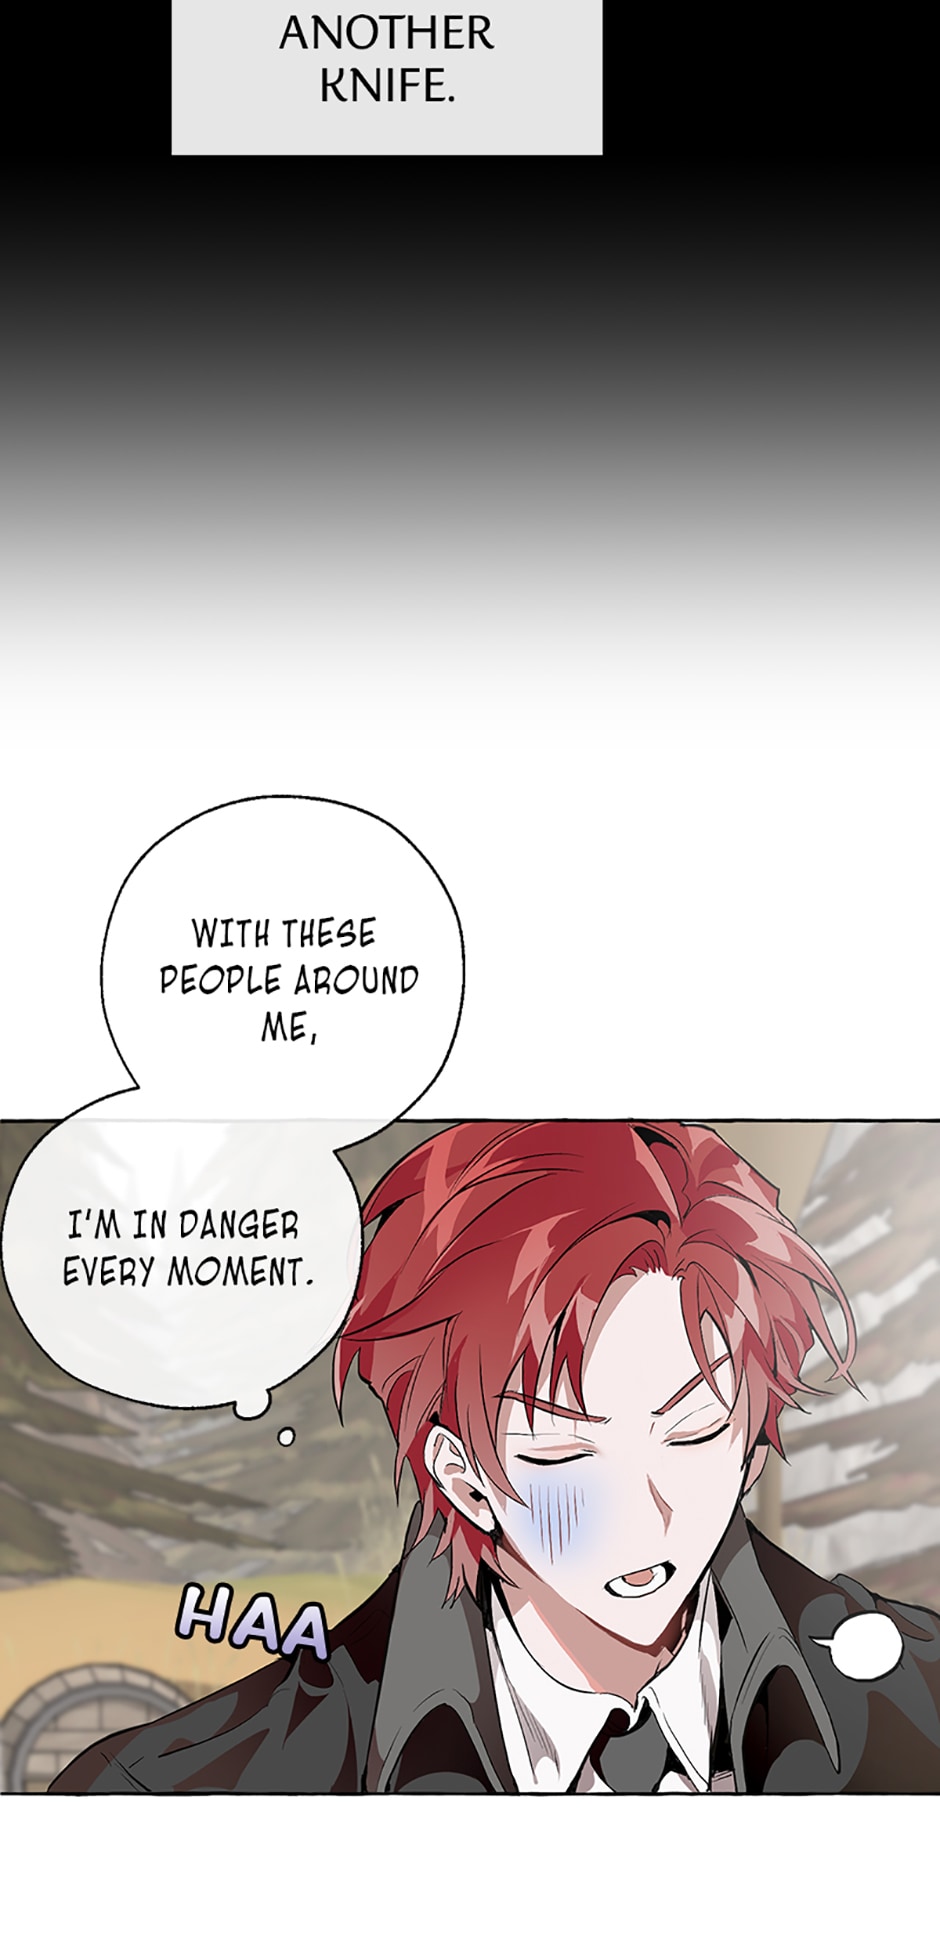 ANOTHER
KNIFE.
WITH THESE
PEOPLE AROUND
ME,
I'M IN DANGER
EVERY MOMENT.
HAA